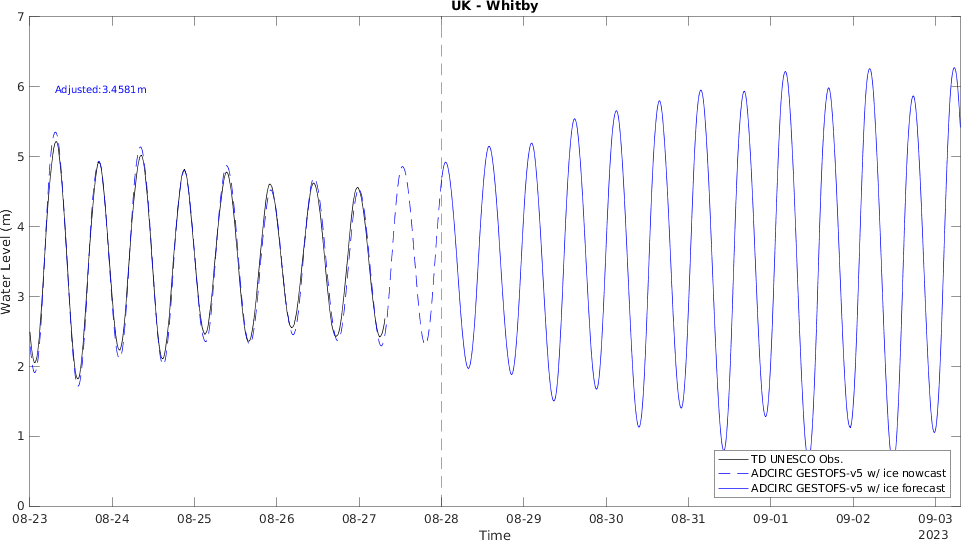 UK - Whitby
7
6
5
4
3
2
1
0
Water Level (m)
Adjusted:3.4581m
TD UNESCO Obs.
ADCIRC GESTOFS-v5 w/ ice nowcast
ADCIRC GESTOFS-v5 w/ ice forecast
08-23 08-24 08-25 08-26 08-27 08-28 08-29 08-30 08-31 09-01 09-02 09-03
Time
2023